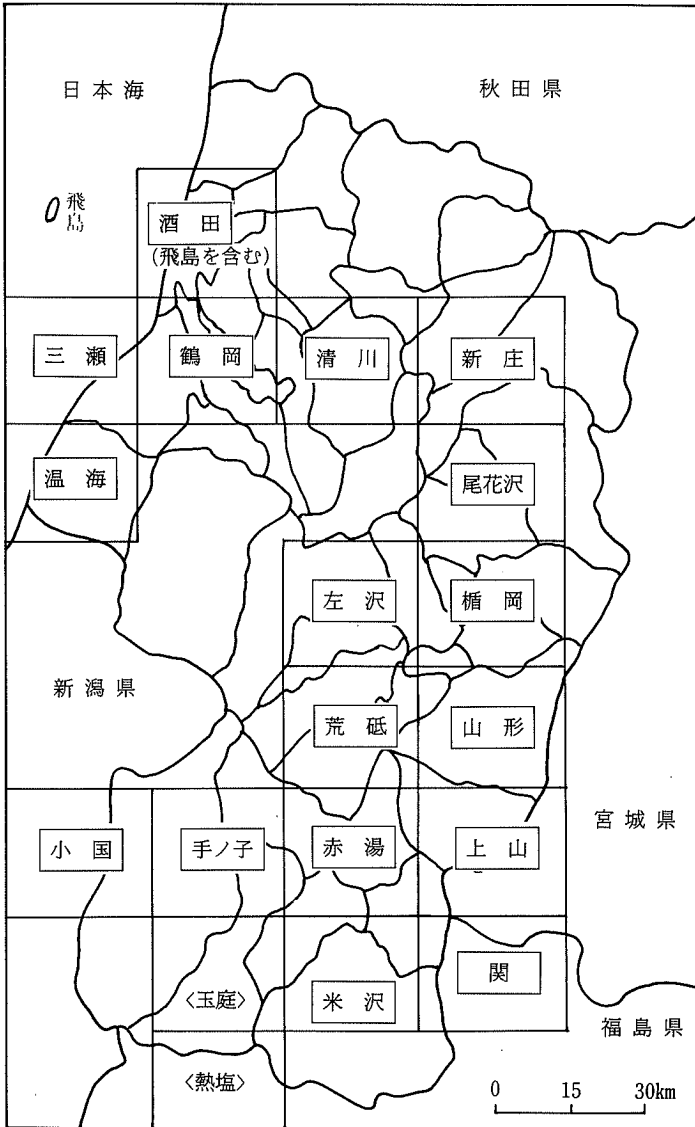 日本海
秋田県
飛島
酒田
(飛島を含む)
三瀬
鶴岡
清川
新庄
温海
尾花沢
左沢
楯岡
新潟県
荒砥
山形
宮城県
小国
手ノ子
赤湯
上山
〈玉庭〉
米沢
関
福島県
〈熱塩〉
0 15 30km